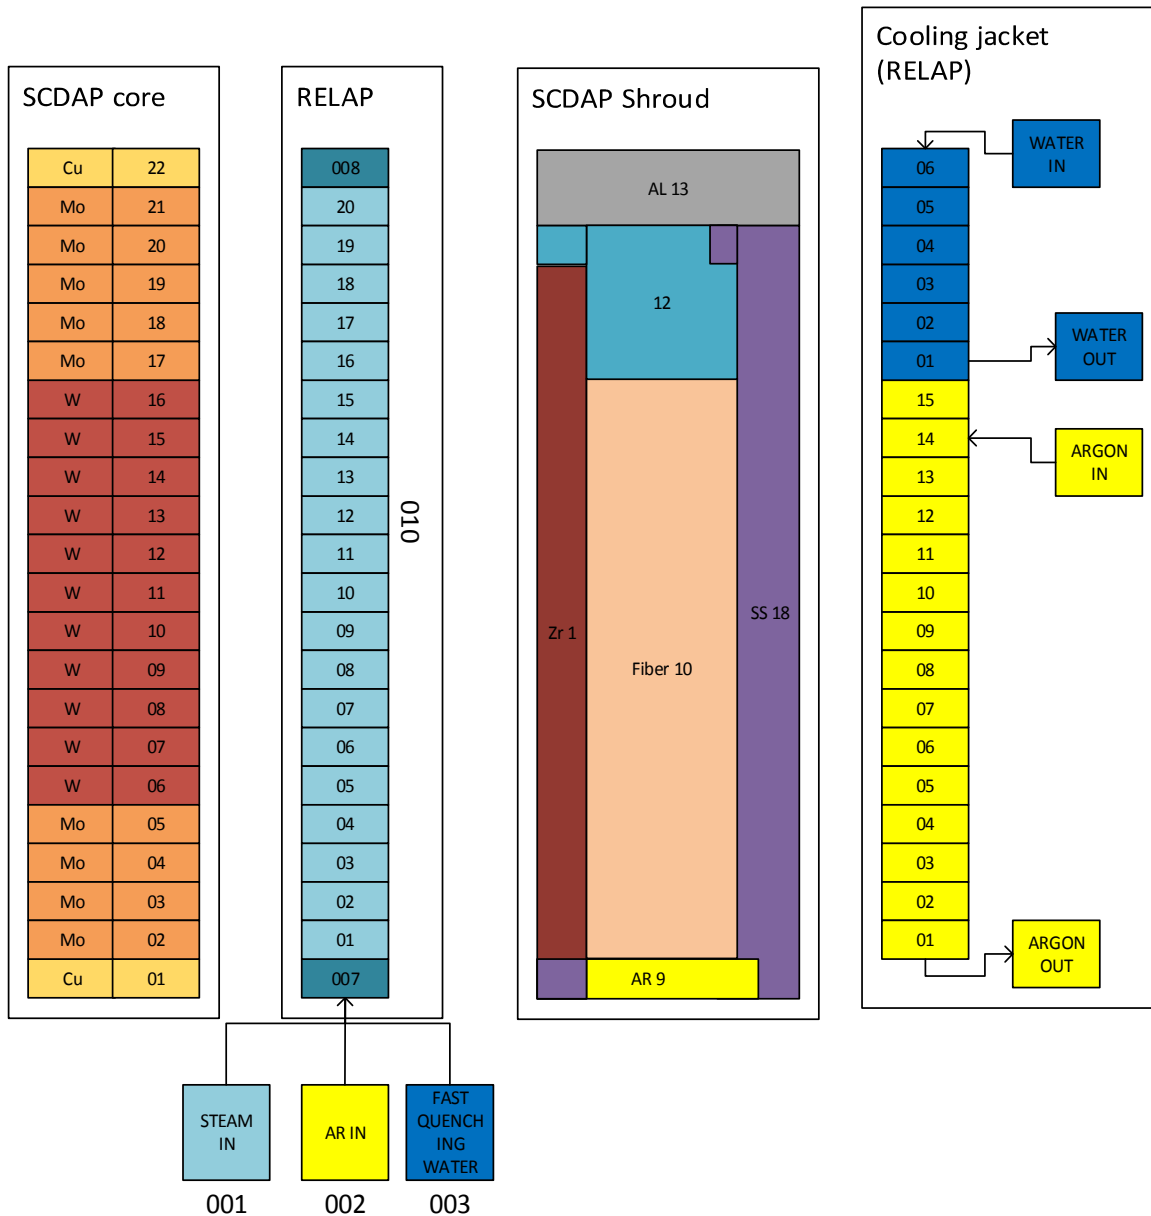 SCDAP core
Cu 22
Mo 21
Mo 20
Mo 19
Mo 18
Mo 17
W 16
W 15
W 14
W 13
W 12
W 11
W 10
W 09
W 08
W 07
W 06
Mo 05
Mo 04
Mo 03
Mo 02
Cu 01
RELAP
008
20
19
18
17
16
15
14
13
12
11
10
09
08
07
06
05
04
03
02
01
007
010
STEAM
IN
001
AR IN
002
FAST
QUENCH
ING
WATER
003
SCDAP Shroud
AL 13
12
Zr 1
Fiber 10
SS 18
AR 9
Cooling jacket
(RELAP)
06
05
04
03
02
01
15
14
13
12
11
10
09
08
07
06
05
04
03
02
01
WATER
IN
WATER
OUT
ARGON
IN
ARGON
OUT